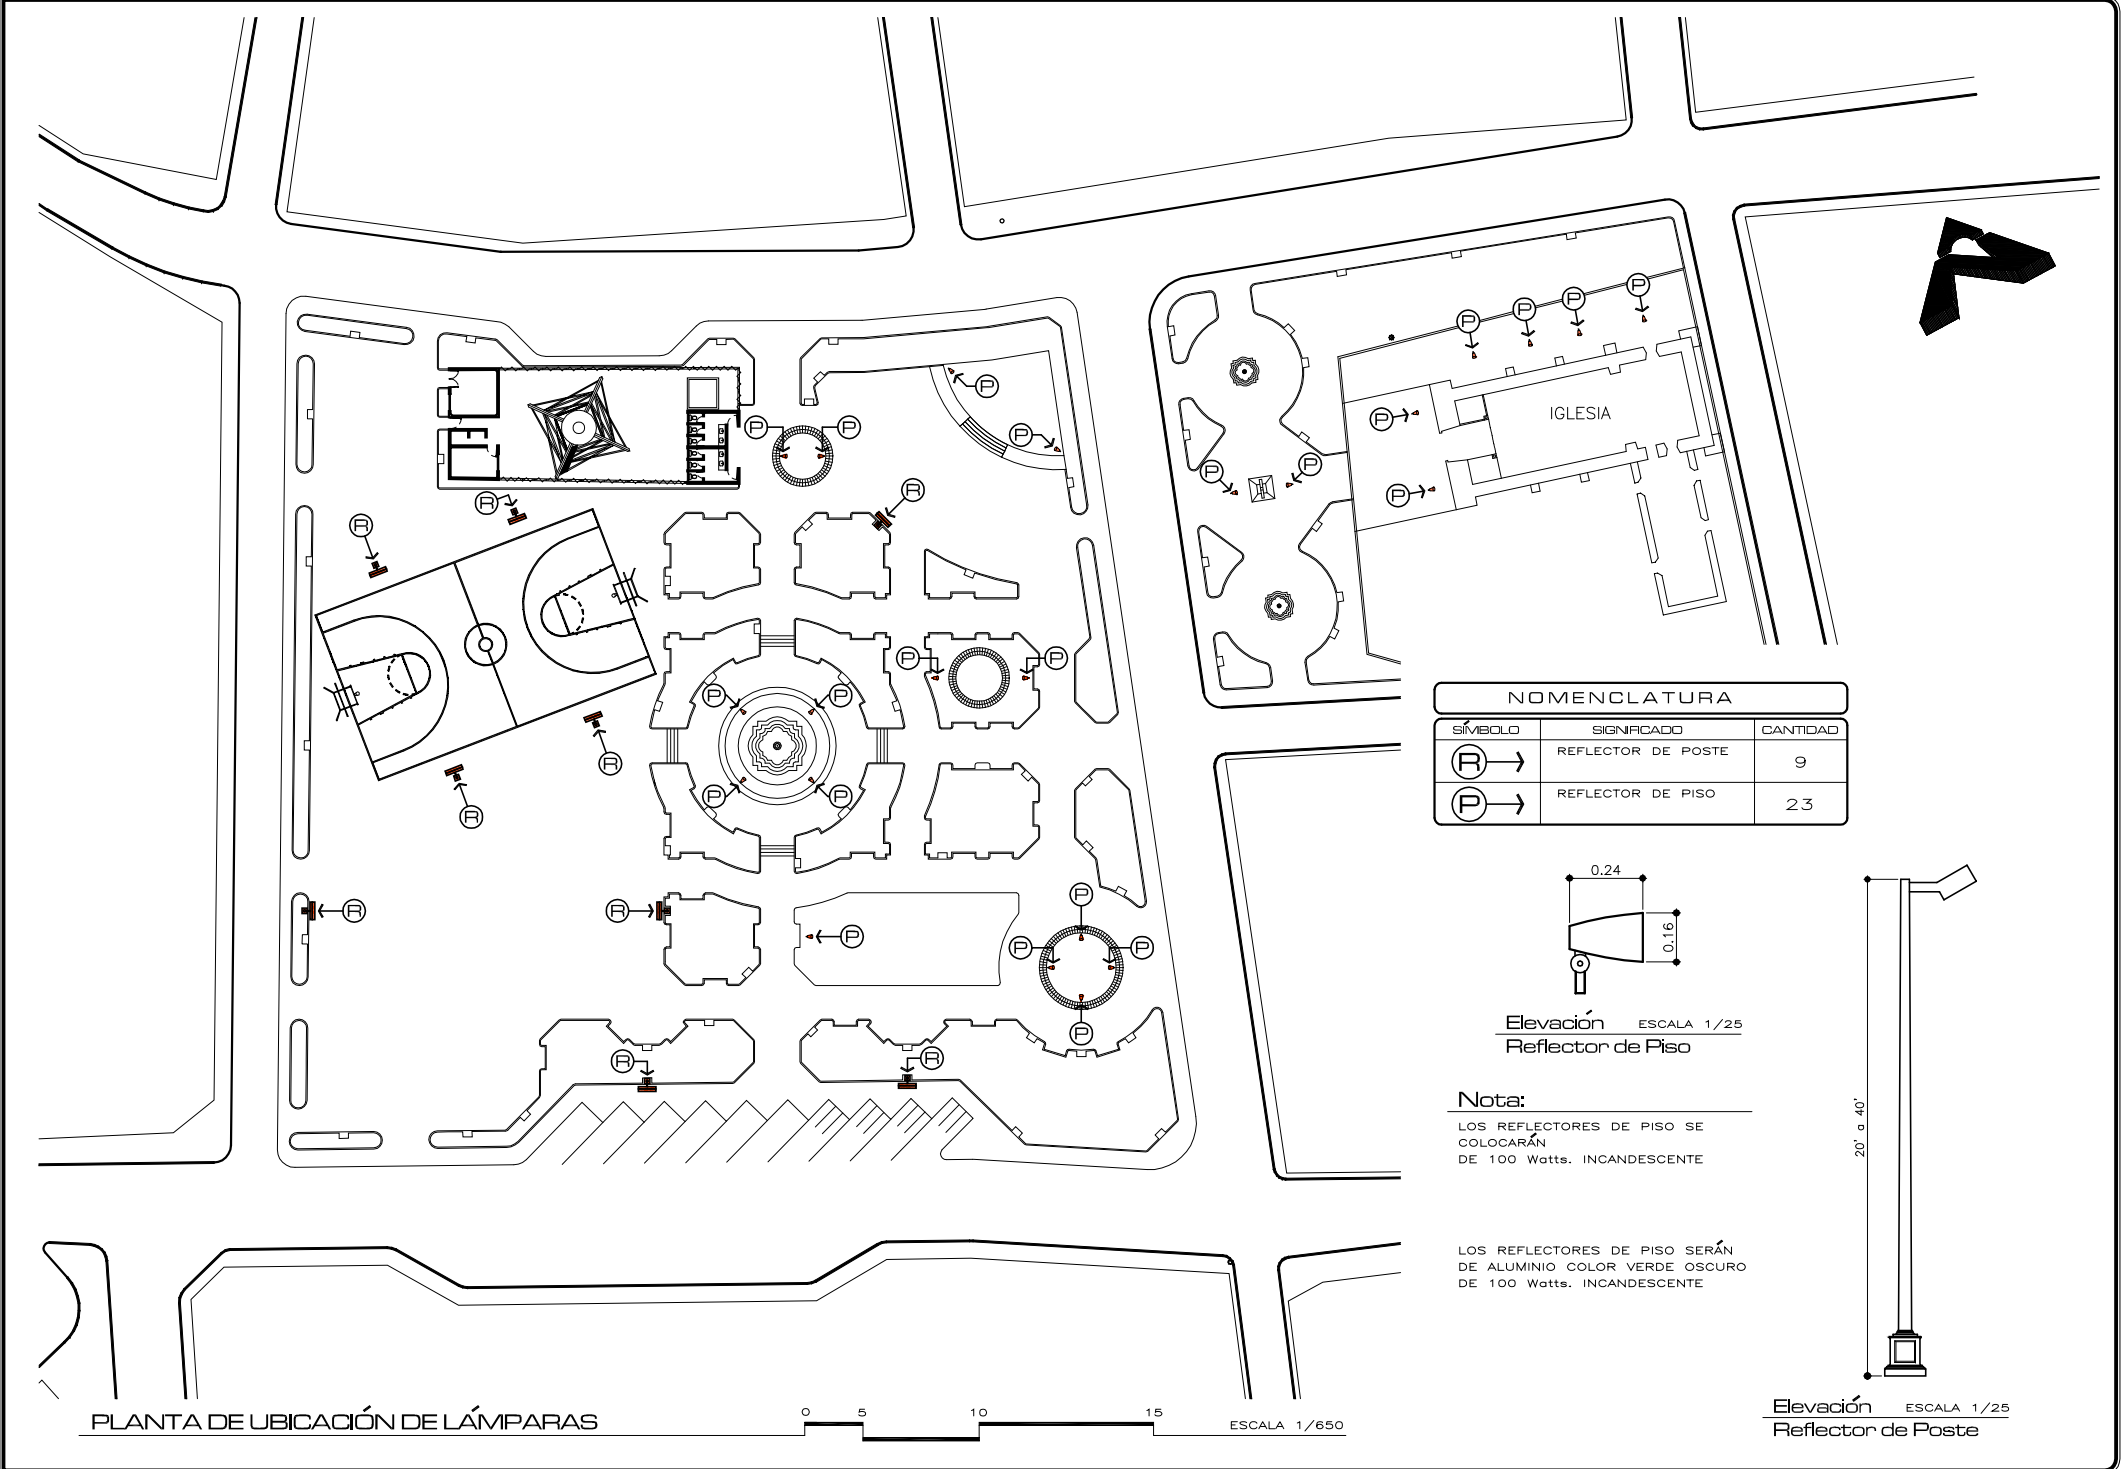 P
P
P
P
P
P
P
P
P
P
IGLESIA
P
P
P
P
R
R
R
P
P
P
P
P
P
R
R
R
R
P
P
P
P
P
R
R
NOMENCLATURA
SÍMBOLO SIGNIFICADO CANTIDAD
R REFLECTOR DE POSTE 9
P REFLECTOR DE PISO 23
0.24
0.16
Elevación ESCALA 1/25
Reflector de Piso
Nota:
LOS REFLECTORES DE PISO SE
COLOCARÁN
DE 100 Watts. INCANDESCENTE
LOS REFLECTORES DE PISO SERÁN
DE ALUMINIO COLOR VERDE OSCURO
DE 100 Watts. INCANDESCENTE
20' a 40'
Elevación ESCALA 1/25
Reflector de Poste
PLANTA DE UBICACIÓN DE LÁMPARAS
0 5 10 15
ESCALA 1/650